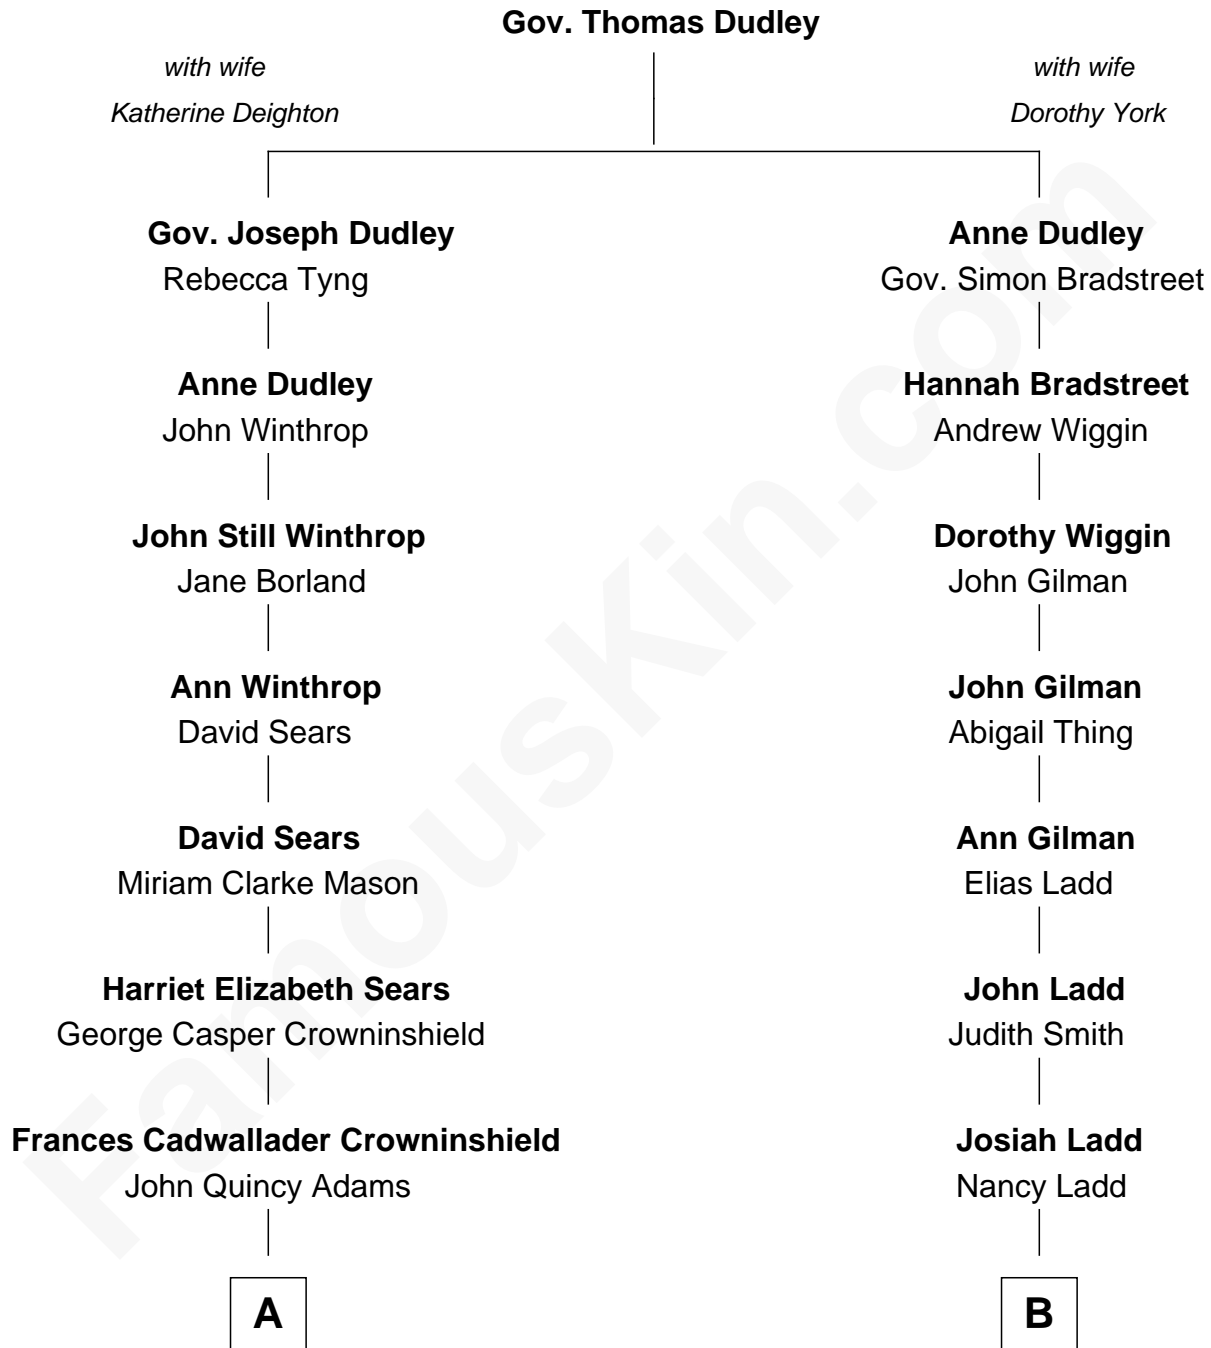 Gov. Thomas Dudley
with wife
Katherine Deighton
with wife
Dorothy York
Gov. Joseph Dudley
Rebecca Tyng
Anne Dudley
Gov. Simon Bradstreet
Anne Dudley
John Winthrop
Hannah Bradstreet
Andrew Wiggin
John Still Winthrop
Jane Borland
Dorothy Wiggin
John Gilman
Ann Winthrop
David Sears
John Gilman
Abigail Thing
David Sears
Miriam Clarke Mason
Ann Gilman
Elias Ladd
Harriet Elizabeth Sears
George Casper Crowninshield
John Ladd
Judith Smith
Frances Cadwallader Crowninshield
John Quincy Adams
Josiah Ladd
Nancy Ladd
A
B
FamousKin.com